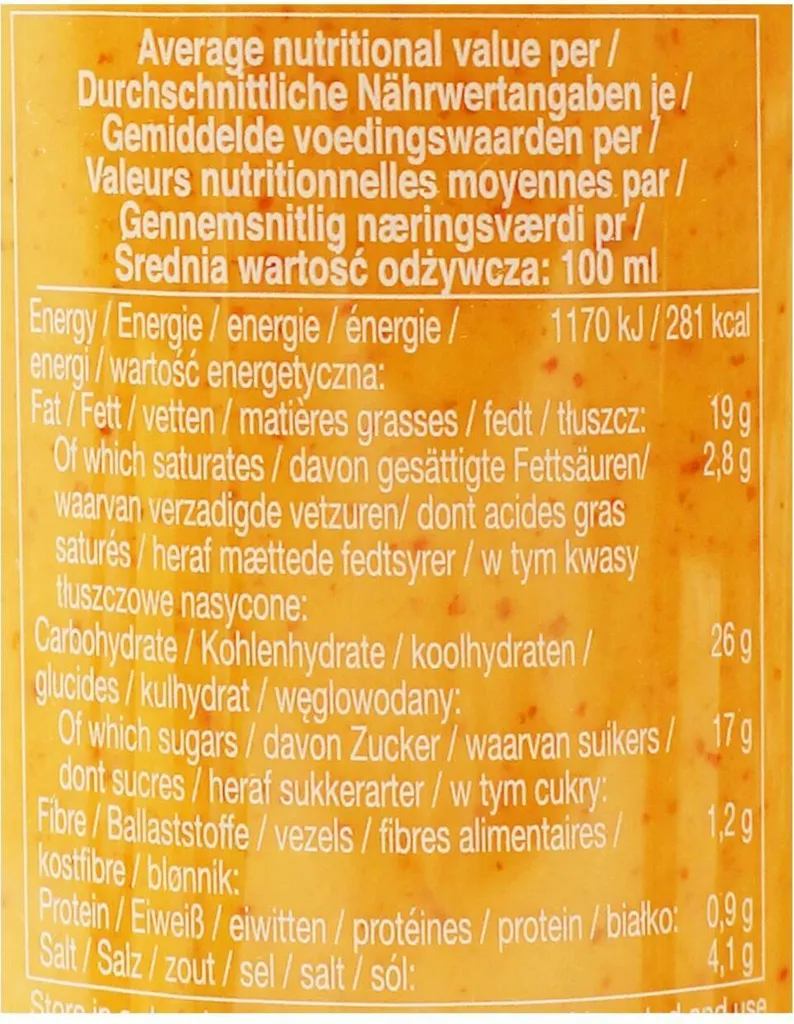 Average nutritional value per /
Durchschnittliche Nährwertangaben je /
Gemiddelde voedingswaarden per /
Valeurs nutritionnelles moyennes par /
Gennemsnitlig næringsværdi pr /
Średnia wartość odżywcza: 100 ml
Energy / Energie / energie / énergie / 1170 kJ / 281 kcal
energi / wartość energetyczna:
Fat / Fett / vetten / matières grasses / fedt / tłuszcz: 19 g
Of which saturates / davon gesättigte Fettsäuren/ 2,8 g
waarvan verzadigde vetzuren/ dont acides gras
saturés / heraf mættede fedtsyrer / w tym kwasy
tłuszczowe nasycone:
Carbohydrate / Kohlenhydrate / koolhydraten / 26 g
glucides / kulhydrat / węglowodany:
Of which sugars / davon Zucker / waarvan suikers / 17 g
dont sucres / heraf sukkerarter / w tym cukry:
Fibre / Ballaststoffe / vezels / fibres alimentaires / 1,2 g
kostfibre / błonnik:
Protein / Eiweiß / eiwitten / protéines / protein / białko: 0,9 g
Salt / Salz / zout / sel / salt / sól: 4,1 g
Store in and use